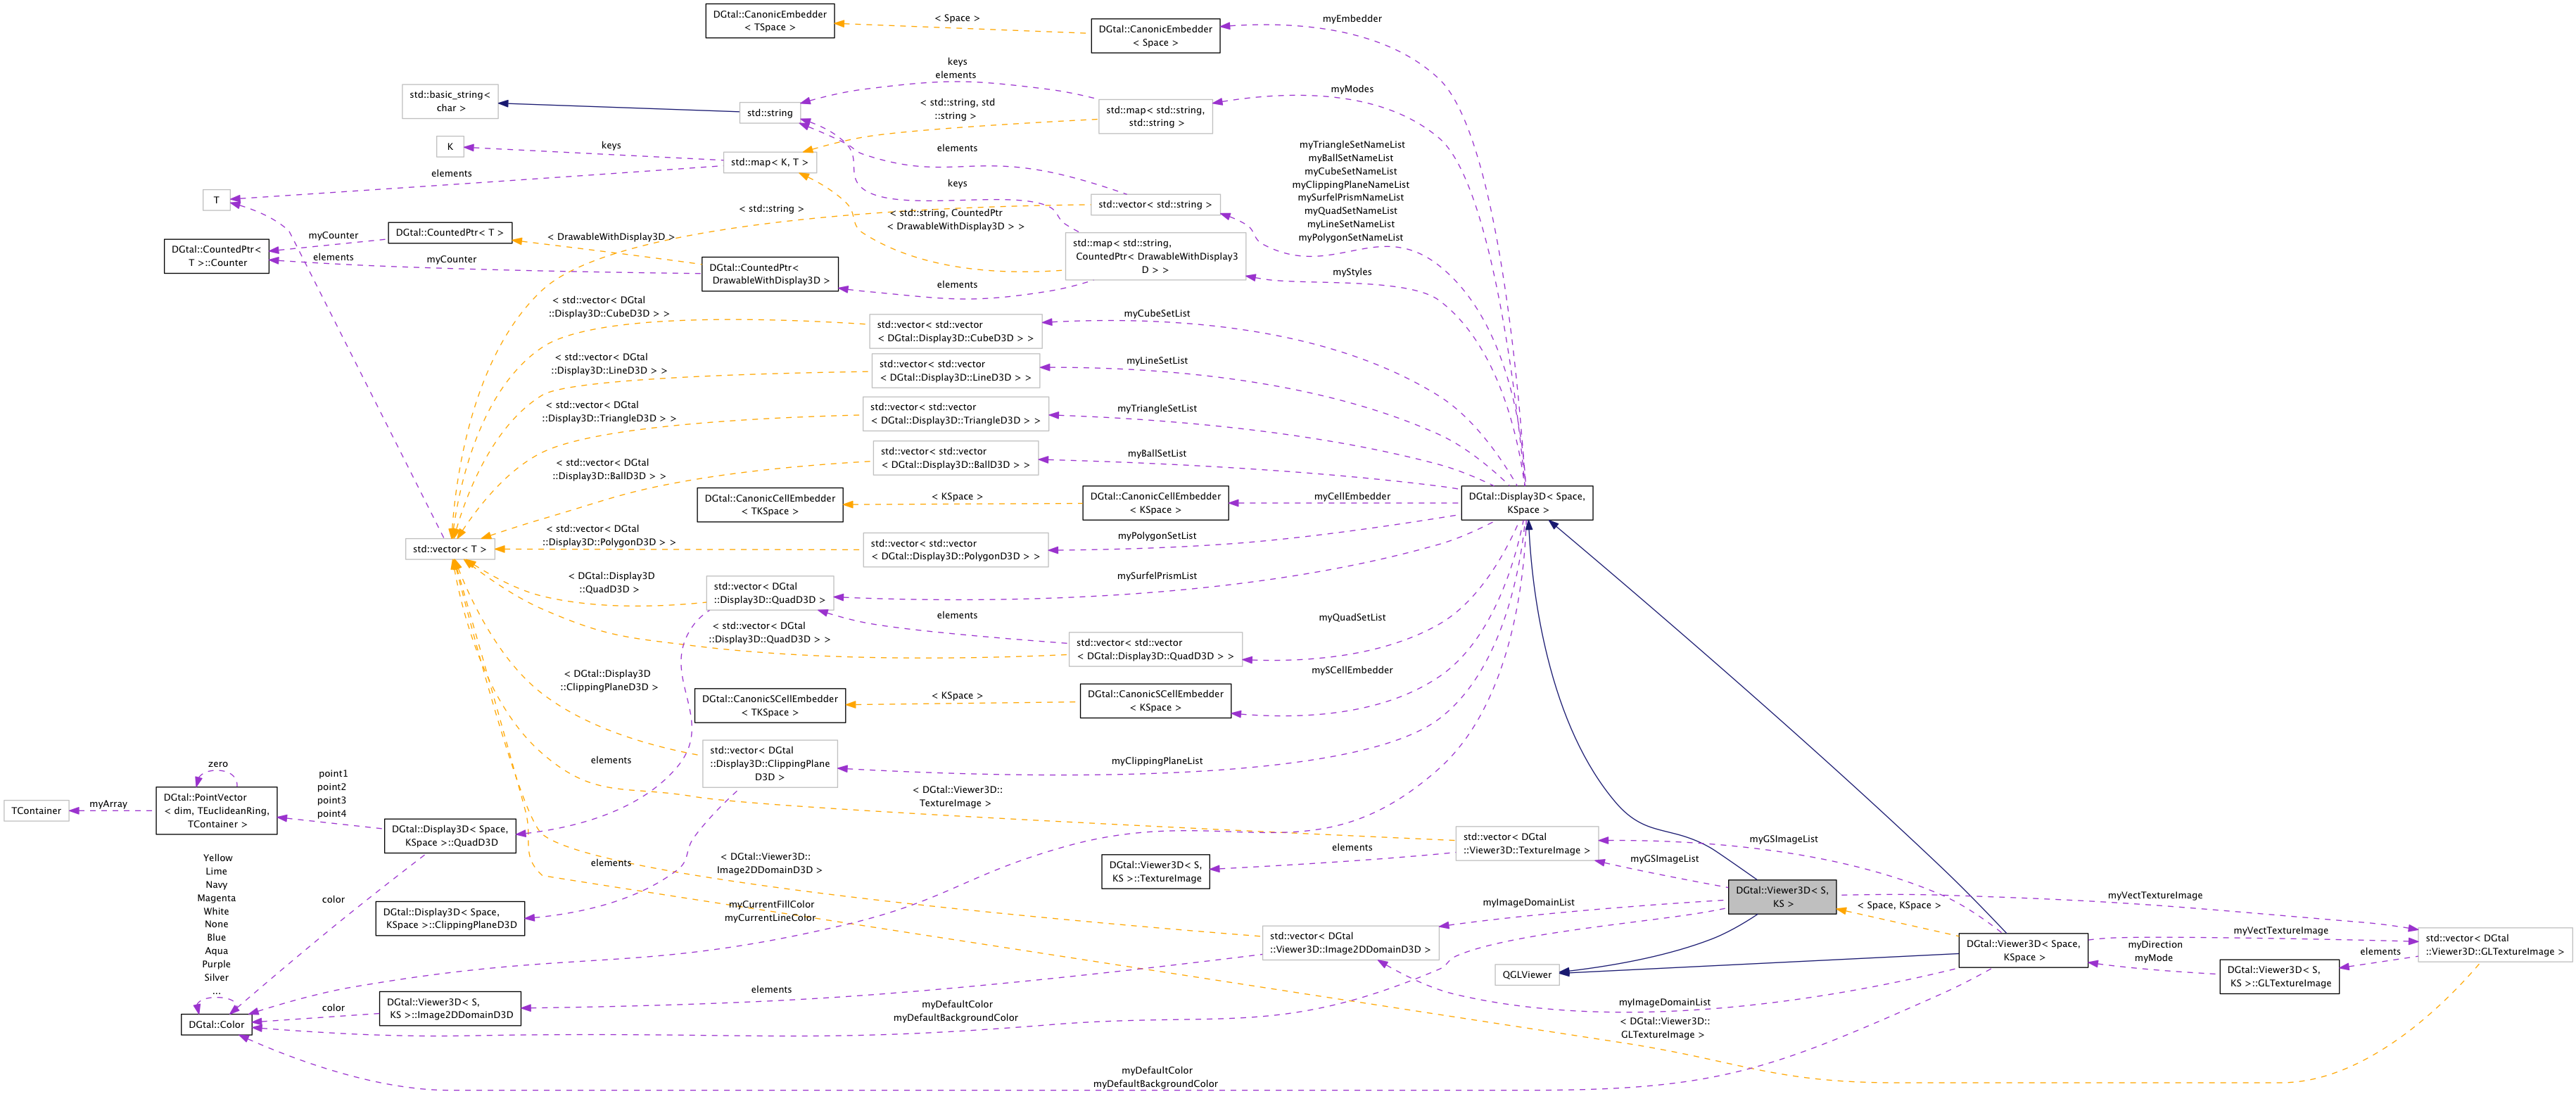 DGtal::CanonicEmbedder
< TSpace >
< Space >
DGtal::CanonicEmbedder
< Space >
myEmbedder
keys
elements
std::basic_string<
char >
std::string
< std::string, std
::string >
std::map< std::string,
std::string >
myModes
K
keys
std::map< K, T >
elements
elements
T
keys
< std::string >
std::vector< std::string >
myTriangleSetNameList
myBallSetNameList
myCubeSetNameList
myClippingPlaneNameList
mySurfelPrismNameList
myQuadSetNameList
myLineSetNameList
myPolygonSetNameList
DGtal::CountedPtr<
T >::Counter
myCounter
DGtal::CountedPtr< T >
< DrawableWithDisplay3D >
< std::string, CountedPtr
< DrawableWithDisplay3D > >
std::map< std::string,
CountedPtr< DrawableWithDisplay3
D > >
myStyles
elements
myCounter
DGtal::CountedPtr<
DrawableWithDisplay3D >
elements
< std::vector< DGtal
::Display3D::CubeD3D > >
std::vector< std::vector
< DGtal::Display3D::CubeD3D > >
myCubeSetList
< std::vector< DGtal
::Display3D::LineD3D > >
std::vector< std::vector
< DGtal::Display3D::LineD3D > >
myLineSetList
< std::vector< DGtal
::Display3D::TriangleD3D > >
std::vector< std::vector
< DGtal::Display3D::TriangleD3D > >
myTriangleSetList
< std::vector< DGtal
::Display3D::BallD3D > >
std::vector< std::vector
< DGtal::Display3D::BallD3D > >
myBallSetList
DGtal::CanonicCellEmbedder
< TKSpace >
< KSpace >
DGtal::CanonicCellEmbedder
< KSpace >
myCellEmbedder
DGtal::Display3D< Space,
KSpace >
std::vector< T >
< std::vector< DGtal
::Display3D::PolygonD3D > >
std::vector< std::vector
< DGtal::Display3D::PolygonD3D > >
myPolygonSetList
< DGtal::Display3D
::QuadD3D >
std::vector< DGtal
::Display3D::QuadD3D >
mySurfelPrismList
elements
< std::vector< DGtal
::Display3D::QuadD3D > >
std::vector< std::vector
< DGtal::Display3D::QuadD3D > >
myQuadSetList
< DGtal::Display3D
::ClippingPlaneD3D >
DGtal::CanonicSCellEmbedder
< TKSpace >
< KSpace >
DGtal::CanonicSCellEmbedder
< KSpace >
mySCellEmbedder
elements
std::vector< DGtal
::Display3D::ClippingPlane
D3D >
myClippingPlaneList
zero
TContainer
myArray
DGtal::PointVector
< dim, TEuclideanRing,
TContainer >
point1
point2
point3
point4
DGtal::Display3D< Space,
KSpace >::QuadD3D
< DGtal::Viewer3D::
TextureImage >
std::vector< DGtal
::Viewer3D::TextureImage >
myGSImageList
myGSImageList
elements
DGtal::Viewer3D< S,
KS >::TextureImage
elements
< DGtal::Viewer3D::
Image2DDomainD3D >
Yellow
Lime
Navy
Magenta
White
None
Blue
Aqua
Purple
Silver
...
color
DGtal::Display3D< Space,
KSpace >::ClippingPlaneD3D
myCurrentFillColor
myCurrentLineColor
myImageDomainList
DGtal::Viewer3D< S,
KS >
< Space, KSpace >
myVectTextureImage
std::vector< DGtal
::Viewer3D::Image2DDomainD3D >
QGLViewer
DGtal::Viewer3D< Space,
KSpace >
myVectTextureImage
myDirection
myMode
DGtal::Viewer3D< S,
KS >::GLTextureImage
elements
std::vector< DGtal
::Viewer3D::GLTextureImage >
DGtal::Color
color
DGtal::Viewer3D< S,
KS >::Image2DDomainD3D
elements
myDefaultColor
myDefaultBackgroundColor
myImageDomainList
< DGtal::Viewer3D::
GLTextureImage >
myDefaultColor
myDefaultBackgroundColor